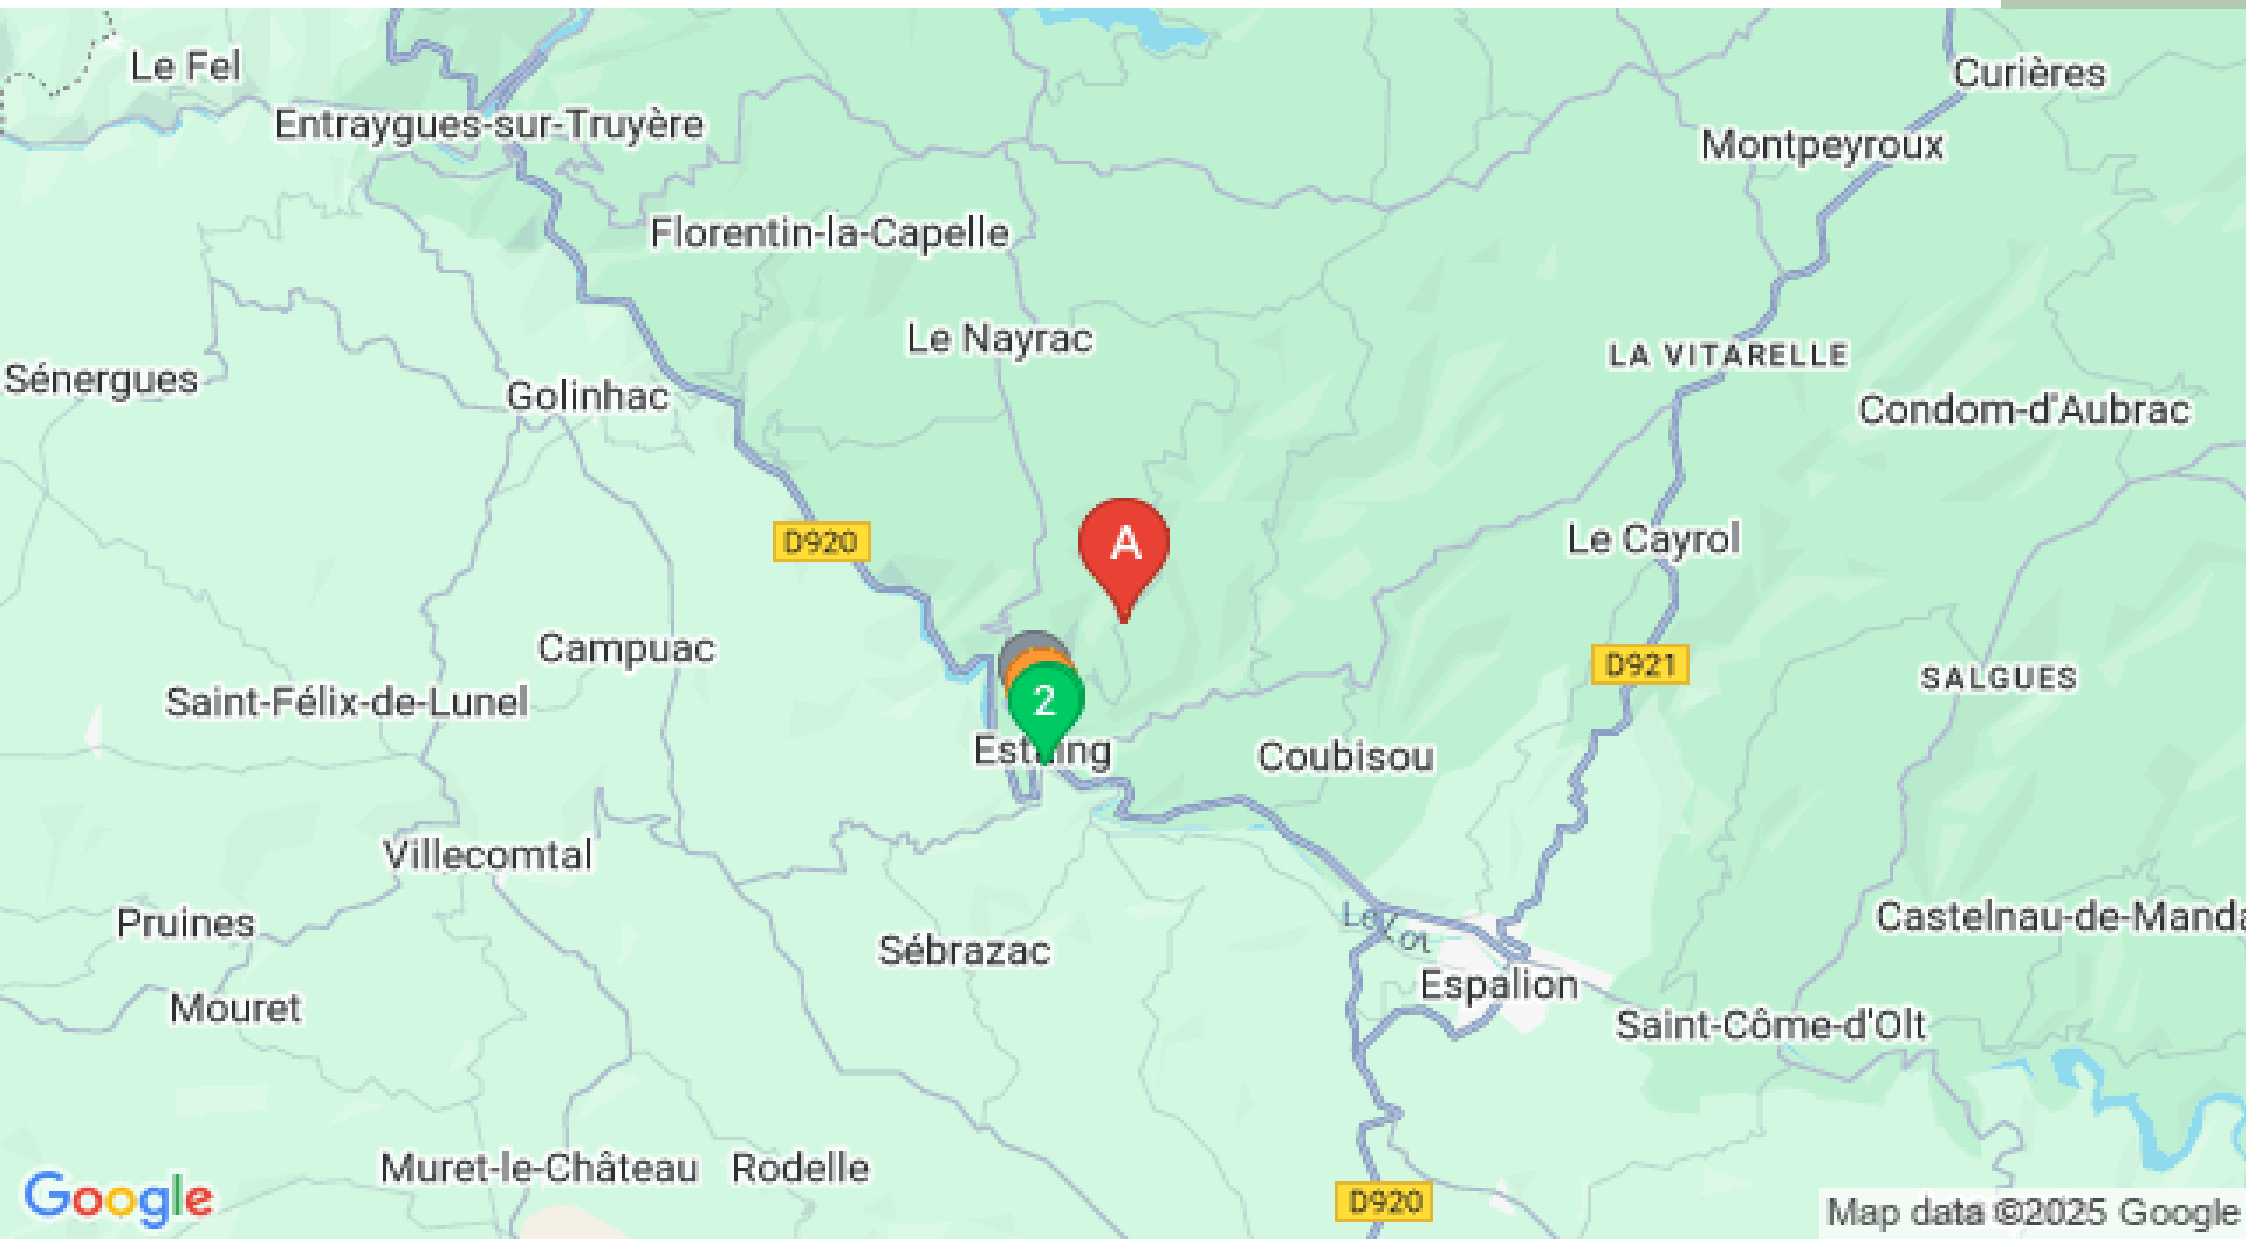 Le Fel
Curières
Entraygues-sur-Truyère
Montpeyroux
Florentin-la-Capelle
Le Nayrac
LA VITARELLE
Sénergues
Golinhac
Condom-d'Aubrac
D920
A
Le Cayrol
Campuac
D921
SALGUES
Saint-Félix-de-Lunel
2
Coubisou
Villecomtal
Pruines
Le Lot
Castelnau-de-Manda
Sébrazac
Espalion
Mouret
Saint-Côme-d'Olt
Muret-le-Château
Rodelle
Google
D920
Map data ©2025 Google